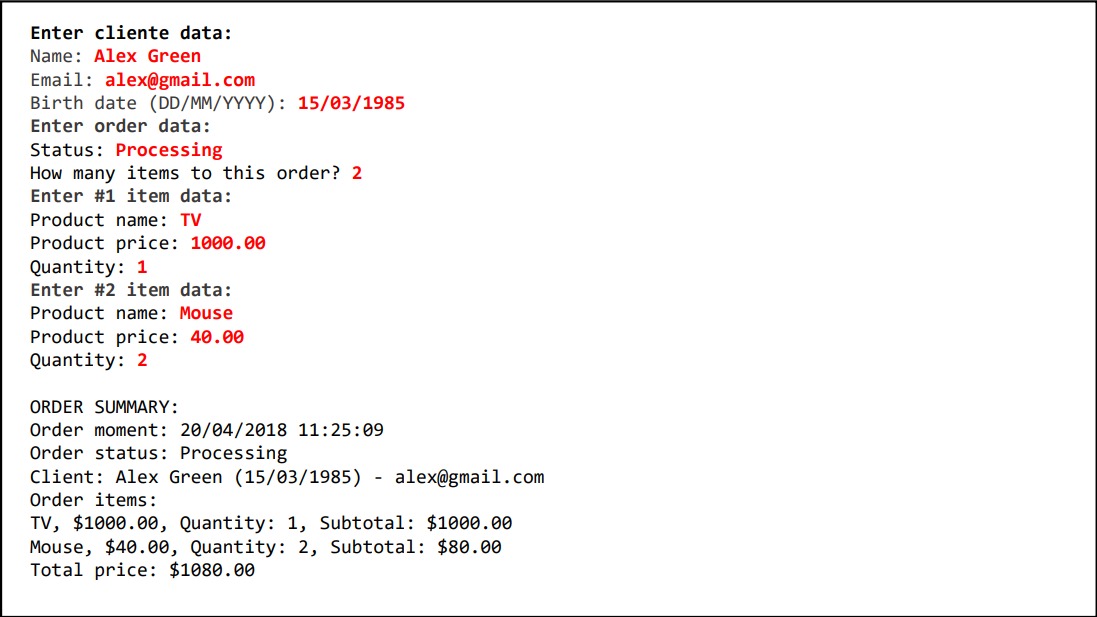 Enter cliente data:
Name: Alex Green
Email: alex@gmail.com
Birth date (DD/MM/YYYY): 15/03/1985
Enter order data:
Status: Processing
How many items to this order? 2
Enter #1 item data:
Product name: TV
Product price: 1000.00
Quantity: 1
Enter #2 item data:
Product name: Mouse
Product price: 40.00
Quantity: 2

ORDER SUMMARY:
Order moment: 20/04/2018 11:25:09
Order status: Processing
Client: Alex Green (15/03/1985) - alex@gmail.com
Order items:
TV, $1000.00, Quantity: 1, Subtotal: $1000.00
Mouse, $40.00, Quantity: 2, Subtotal: $80.00
Total price: $1080.00